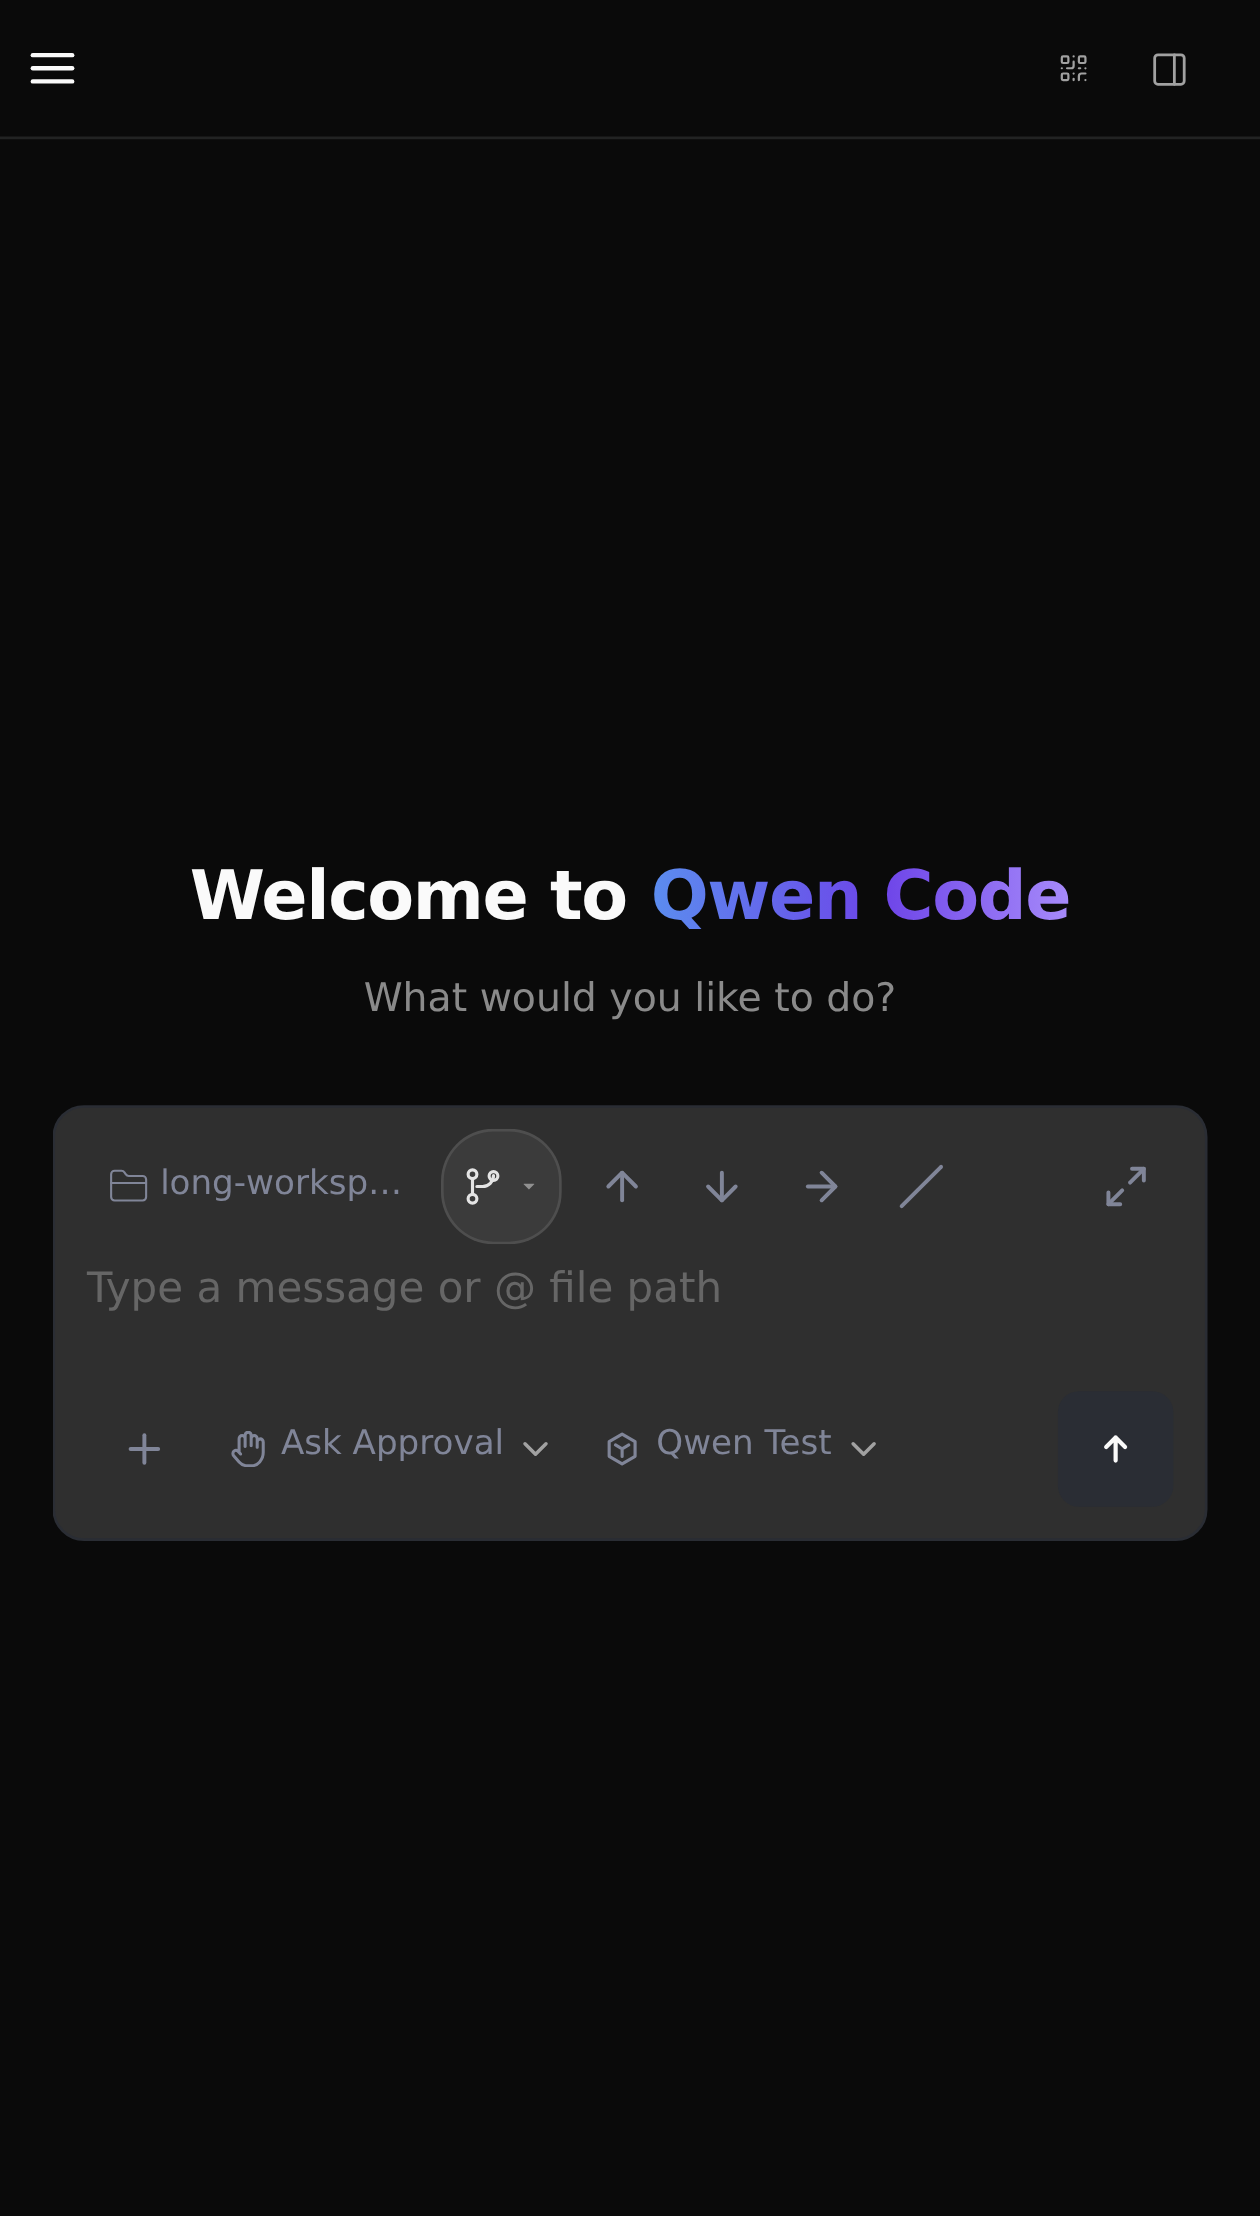 Welcome to Qwen Code
What would you like to do?
long-worksp...
Type a message or @ file path
Ask Approval
Qwen Test